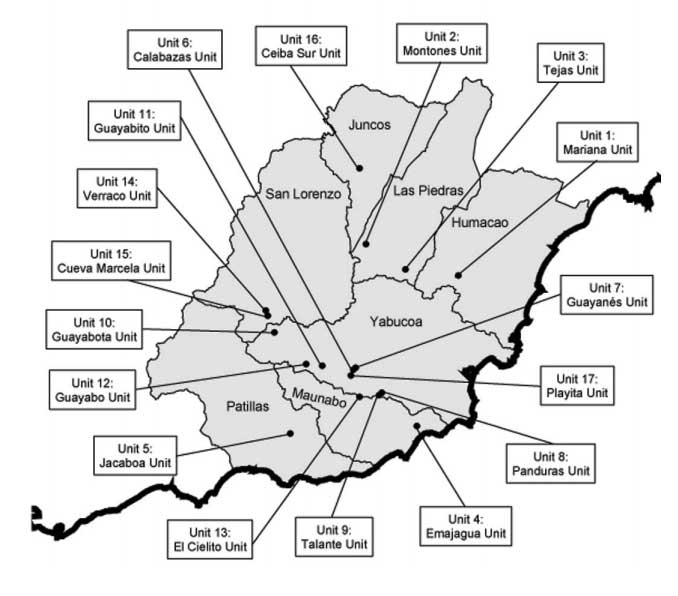 Unit 6:
Calabazas Unit
Unit 16:
Ceiba Sur Unit
Unit 2:
Montones Unit
Unit 3:
Tejas Unit
Unit 11:
Guayabito Unit
Juncos
Unit 1:
Mariana Unit
Unit 14:
Verraco Unit
San Lorenzo
Las Piedras
Humacao
Unit 15:
Cueva Marcela Unit
Unit 7:
Guayanés Unit
Unit 10:
Guayabota Unit
Yabucoa
Unit 12:
Guayabo Unit
Unit 17:
Playita Unit
Patillas
Maunabo
Unit 5:
Jacaboa Unit
Unit 8:
Panduras Unit
Unit 13:
El Cielito Unit
Unit 9:
Talante Unit
Unit 4:
Emajagua Unit